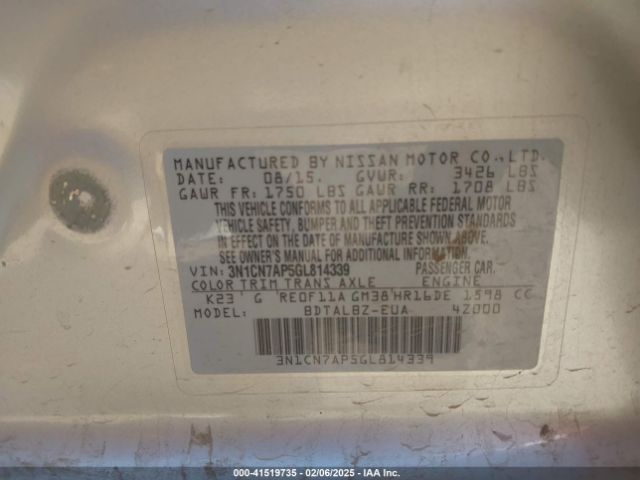 MANUFACTURED BY NISSAN MOTOR CO.,LTD.
DATE: 08/15. GVWR: 3426 LBS
GAWR FR: 1750 LBS GAWR RR: 1708 LBS
THIS VEHICLE CONFORMS TO ALL APPLICABLE FEDERAL MOTOR
VEHICLE SAFETY, BUMPER AND THEFT PREVENTION STANDARDS
IN EFFECT ON THE DATE OF MANUFACTURE SHOWN ABOVE.
SEE OWNER'S MANUAL FOR ADDITIONAL INFORMATION.
VIN: 3N1CN7AP5GL814339 PASSENGER CAR.
COLOR TRIM TRANS AXLE ENGINE
K23 G RE0F11A GM38 HR16DE 1598 CC
MODEL: BDTALBZ-EUA 42000
3N1CN7AP5GL814339
000-41519735 - 02/06/2025 - IAA Inc.